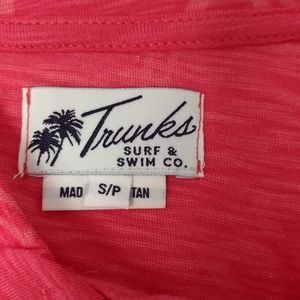 Trunks
SURF &
SWIM CO.
MAD S/P TAN